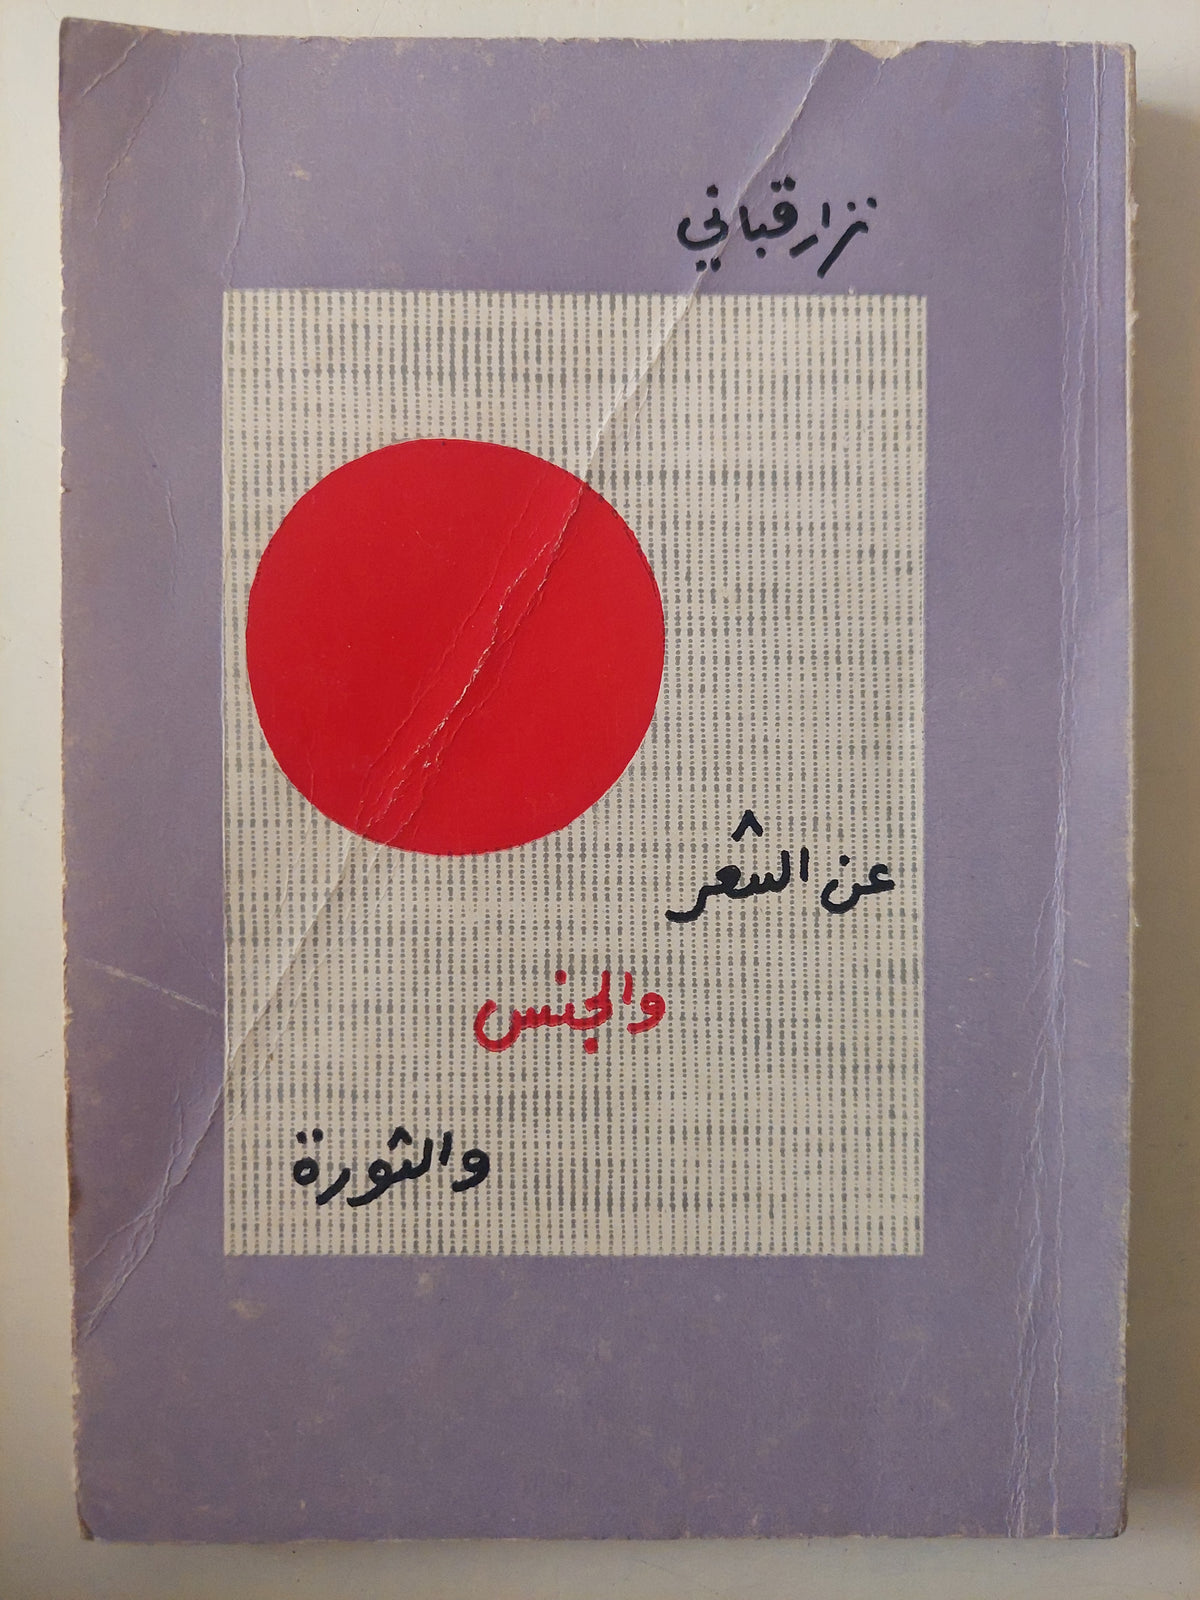 نزار قباني
عن الشعر
والجنس
والثورة